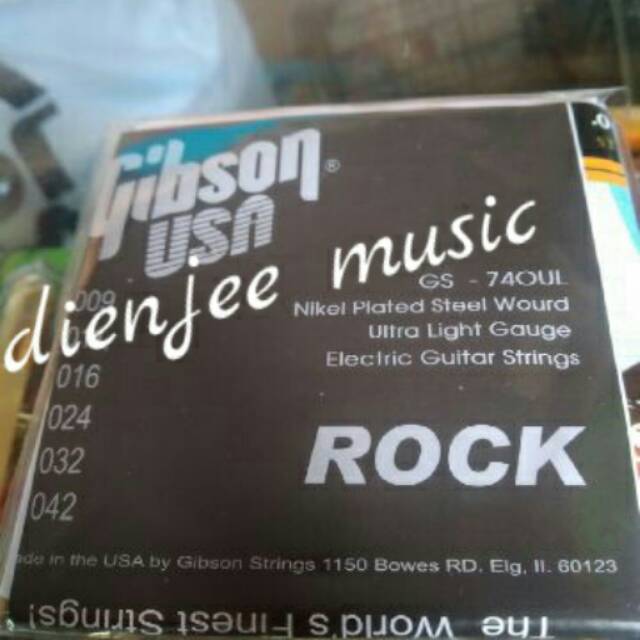 Gibson ®
USA
dienjee music
GS - 740UL
Nikel Plated Steel Wourd
Ultra Light Gauge
Electric Guitar Strings
009
016
024
032
042
ROCK
ade in the USA by Gibson Strings 1150 Bowes RD. Elg, Il. 60123
The World's Finest Strings!